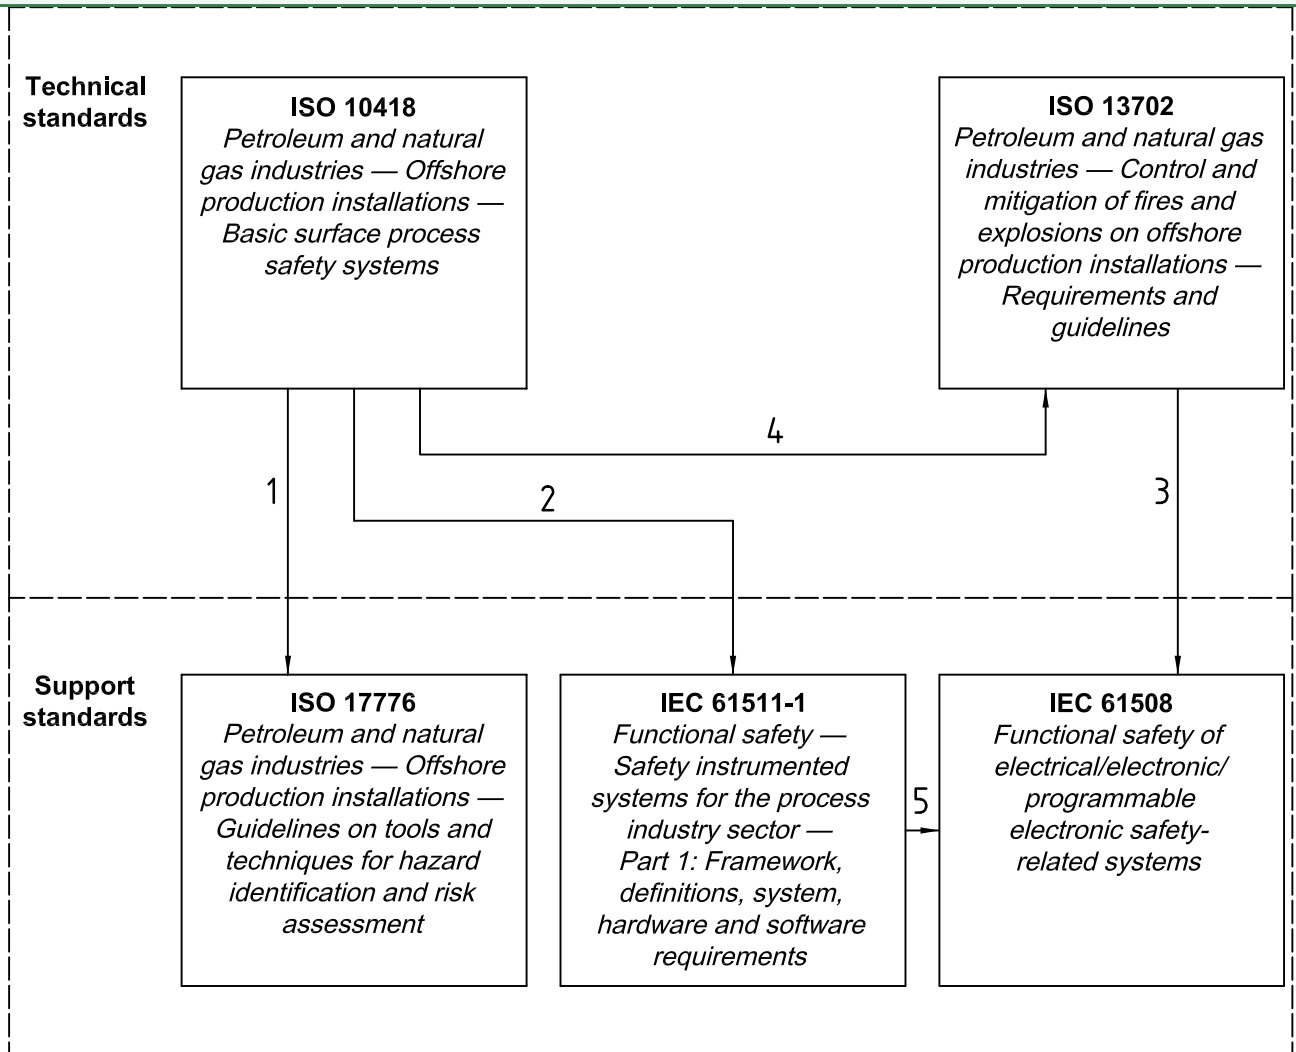 Technical
standards
ISO 10418
Petroleum and natural
gas industries — Offshore
production installations —
Basic surface process
safety systems
ISO 13702
Petroleum and natural gas
industries — Control and
mitigation of fires and
explosions on offshore
production installations —
Requirements and
guidelines
4
1
2
3
Support
standards
ISO 17776
Petroleum and natural
gas industries — Offshore
production installations —
Guidelines on tools and
techniques for hazard
identification and risk
assessment
IEC 61511-1
Functional safety —
Safety instrumented
systems for the process
industry sector —
Part 1: Framework,
definitions, system,
hardware and software
requirements
5
IEC 61508
Functional safety of
electrical/electronic/
programmable
electronic safety-
related systems